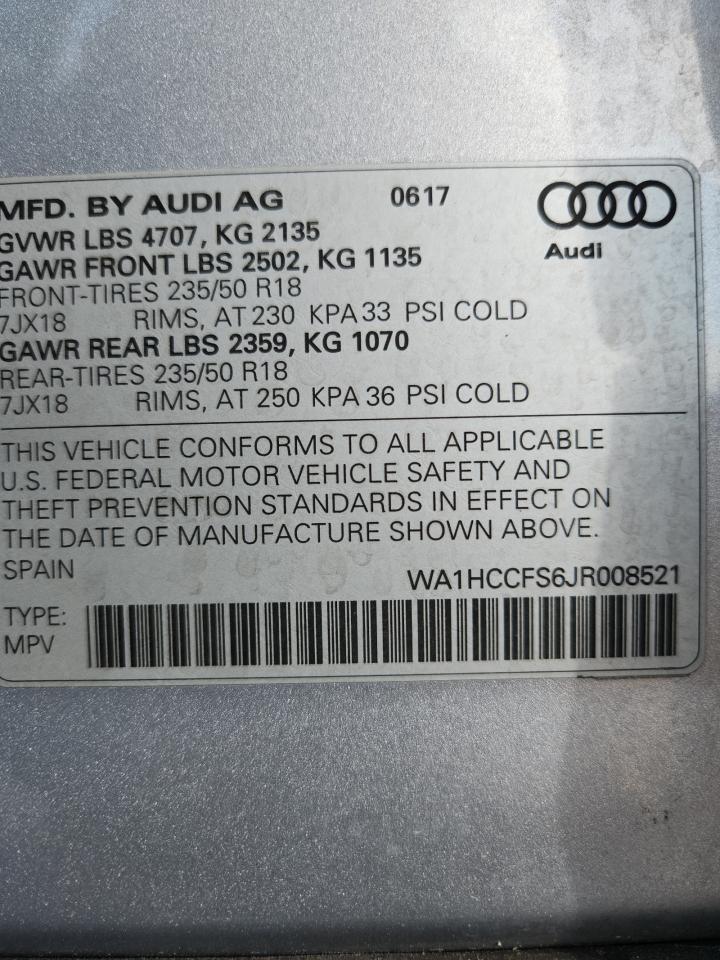 MFD. BY AUDI AG 0617
Audi
GVWR LBS 4707, KG 2135
GAWR FRONT LBS 2502, KG 1135
FRONT-TIRES 235/50 R18
7JX18 RIMS, AT 230 KPA 33 PSI COLD
GAWR REAR LBS 2359, KG 1070
REAR-TIRES 235/50 R18
7JX18 RIMS, AT 250 KPA 36 PSI COLD
THIS VEHICLE CONFORMS TO ALL APPLICABLE
U.S. FEDERAL MOTOR VEHICLE SAFETY AND
THEFT PREVENTION STANDARDS IN EFFECT ON
THE DATE OF MANUFACTURE SHOWN ABOVE.
SPAIN WA1HCCFS6JR008521
TYPE:
MPV